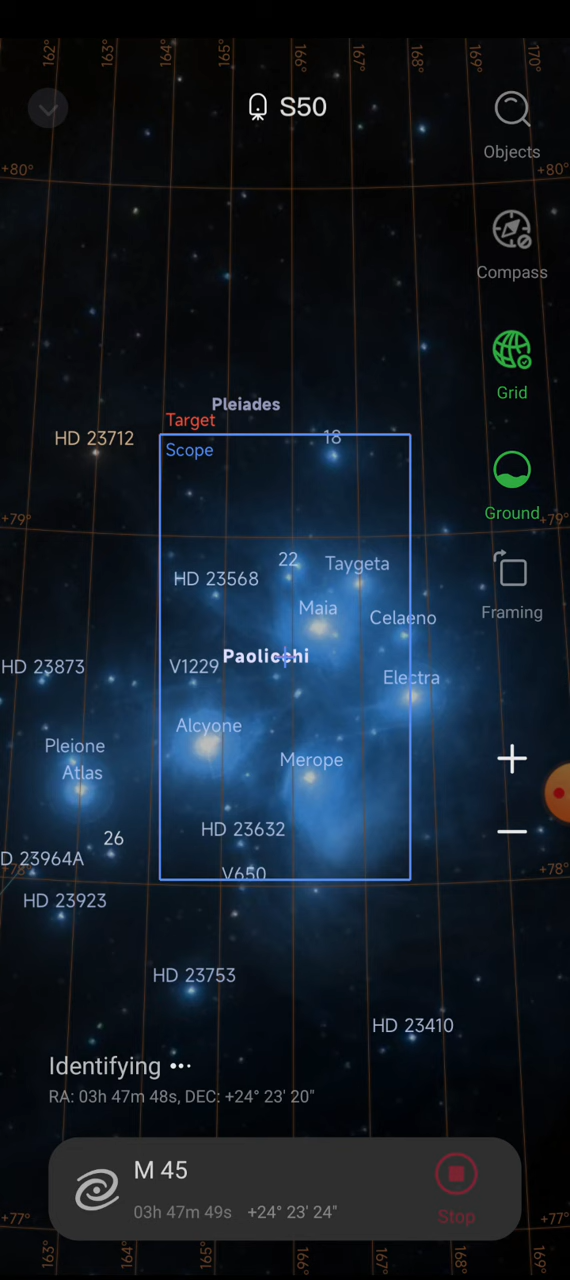 162°
163°
164°
165°
166°
167°
168°
169°
170°
S50
Objects
+80°
+80°
Compass
Grid
Pleiades
Target
HD 23712
18
Scope
Ground
+79°
+79°
22
Taygeta
HD 23568
Maia
Celaeno
Framing
Paolicchi
HD 23873
V1229
Electra
Alcyone
Pleione
Merope
Atlas
HD 23632
26
D 23964A
V650
+78°
+78°
HD 23923
HD 23753
HD 23410
Identifying •••
RA: 03h 47m 48s, DEC: +24° 23' 20"
M 45
03h 47m 49s +24° 23' 24"
Stop
+77°
+77°
163°
164°
165°
166°
167°
168°
169°